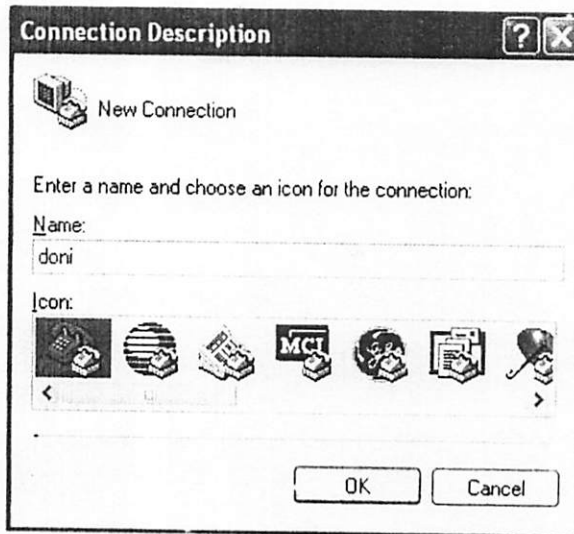 Connection Description
New Connection
Enter a name and choose an icon for the connection:
Name:
doni
Icon:
MCI
OK
Cancel